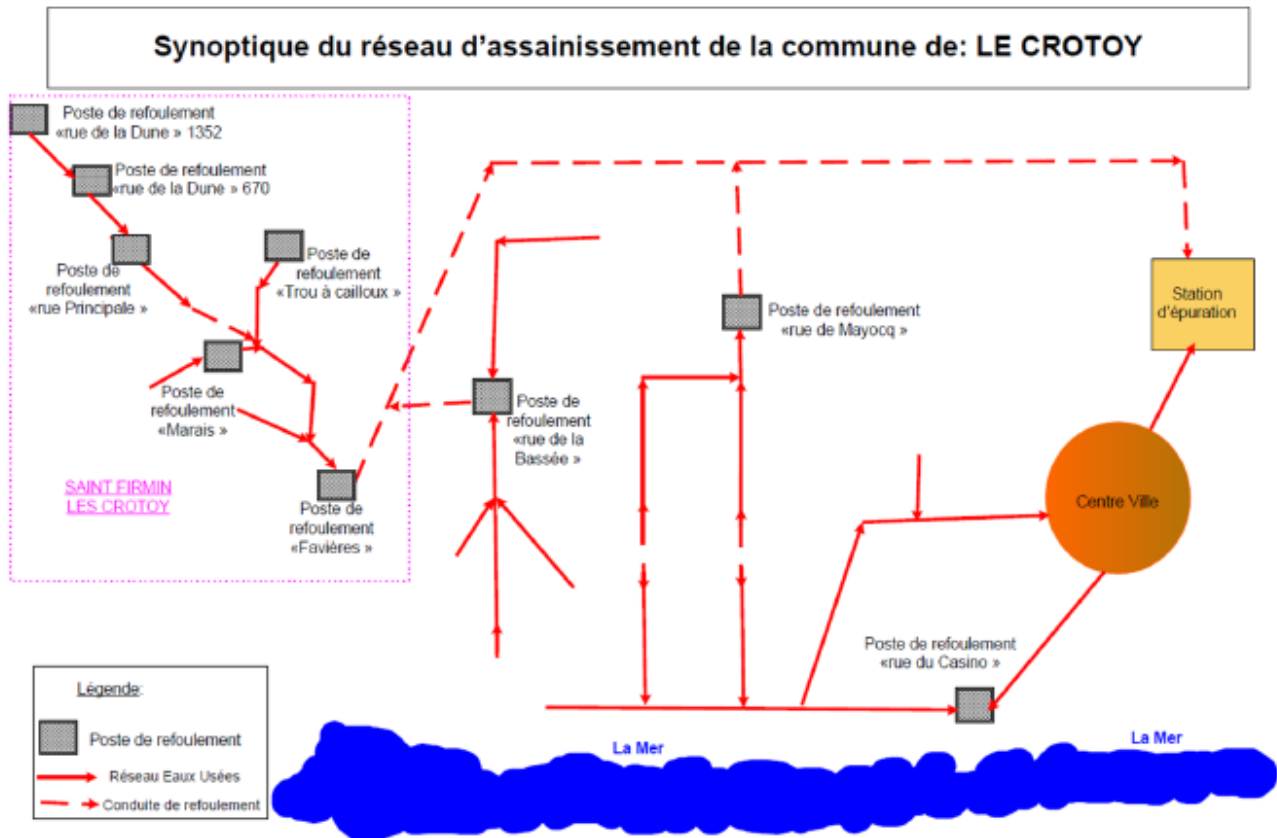 Synoptique du réseau d'assainissement de la commune de: LE CROTOY
Poste de refoulement
«rue de la Dune » 1352
Poste de refoulement
«rue de la Dune » 670
Poste de
refoulement
«rue Principale »
Poste de
refoulement
«Trou à cailloux »
Poste de
refoulement
«Marais »
Poste de
refoulement
«Favières »
SAINT FIRMIN
LES CROTOY
Poste de
refoulement
«rue de la
Bassée »
Poste de refoulement
«rue de Mayocq »
Station
d'épuration
Centre Ville
Poste de refoulement
«rue du Casino »
La Mer
La Mer
Légende:
Poste de refoulement
Réseau Eaux Usées
Conduite de refoulement